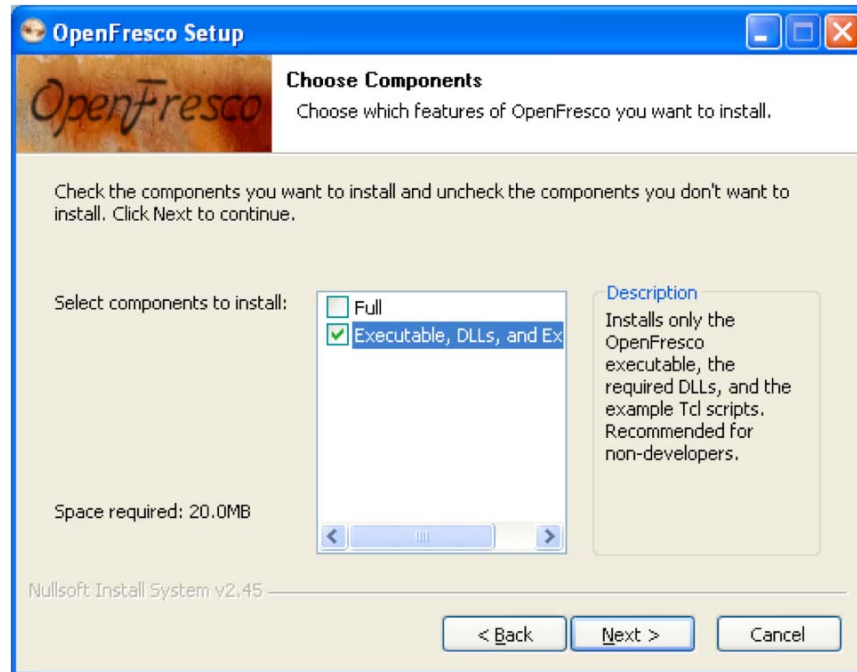 OpenFresco Setup
OpenFresco
Choose Components
Choose which features of OpenFresco you want to install.
Check the components you want to install and uncheck the components you don't want to
install. Click Next to continue.
Select components to install:
Full
Executable, DLLs, and Ex
Description
Installs only the
OpenFresco
executable, the
required DLLs, and the
example Tcl scripts.
Recommended for
non-developers.
Space required: 20.0MB
Nullsoft Install System v2.45
< Back
Next >
Cancel